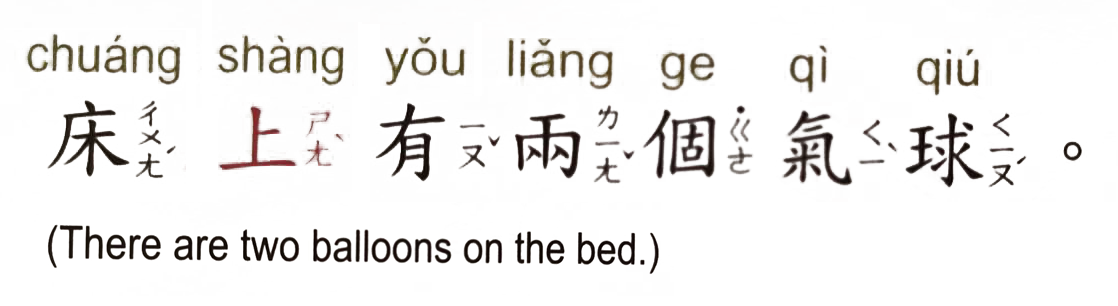 chuáng shàng yǒu liǎng ge qì qiú
床ㄔㄨㄤˊ 上ㄕㄤˋ 有ㄧㄡˇ 兩ㄌㄧㄤˇ 個˙ㄍㄜ 氣ㄑㄧˋ 球ㄑㄧㄡˊ 。
(There are two balloons on the bed.)